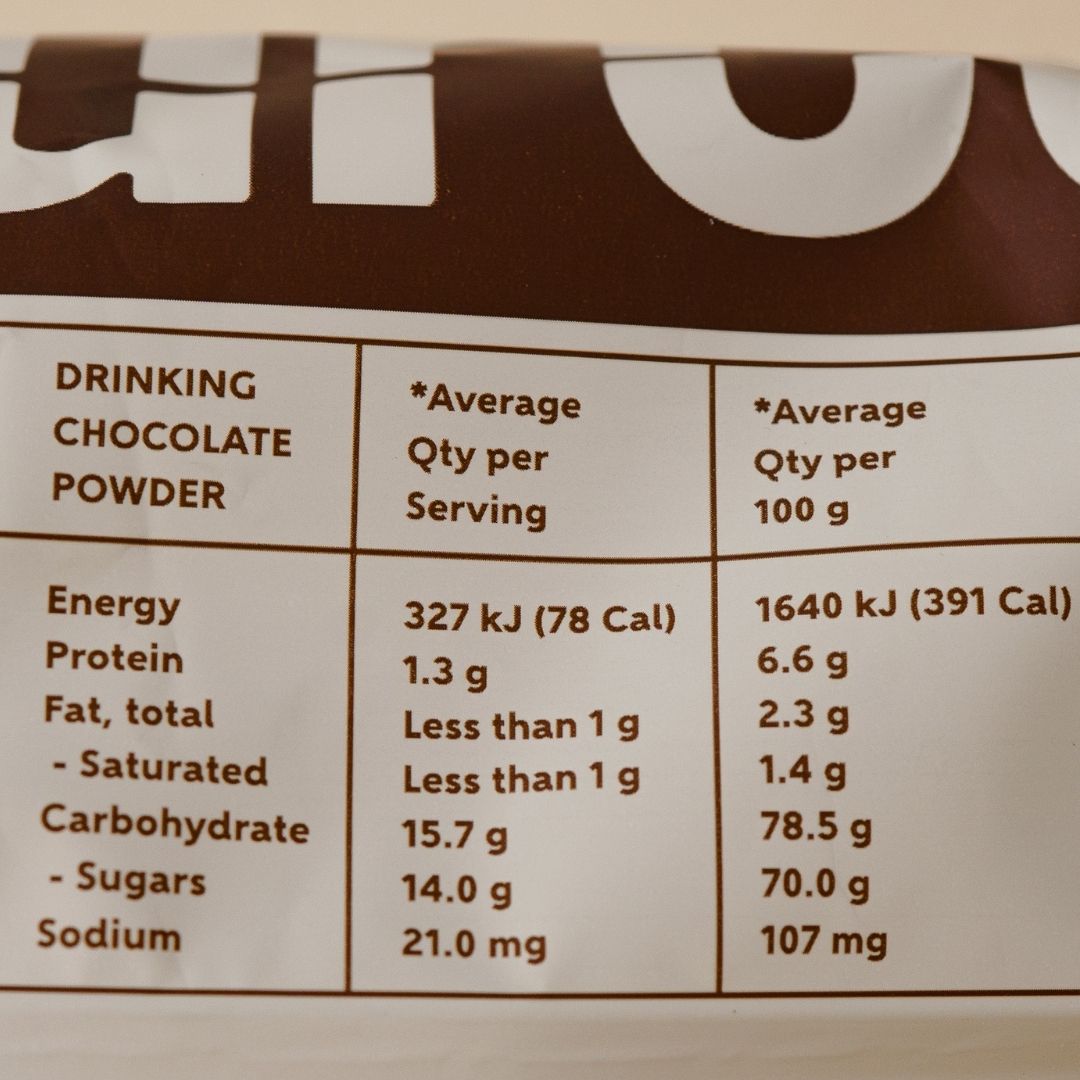 DRINKING
CHOCOLATE
POWDER
*Average
Qty per
Serving
*Average
Qty per
100 g
Energy 327 kJ (78 Cal) 1640 kJ (391 Cal)
Protein 1.3 g 6.6 g
Fat, total Less than 1 g 2.3 g
- Saturated Less than 1 g 1.4 g
Carbohydrate 15.7 g 78.5 g
- Sugars 14.0 g 70.0 g
Sodium 21.0 mg 107 mg